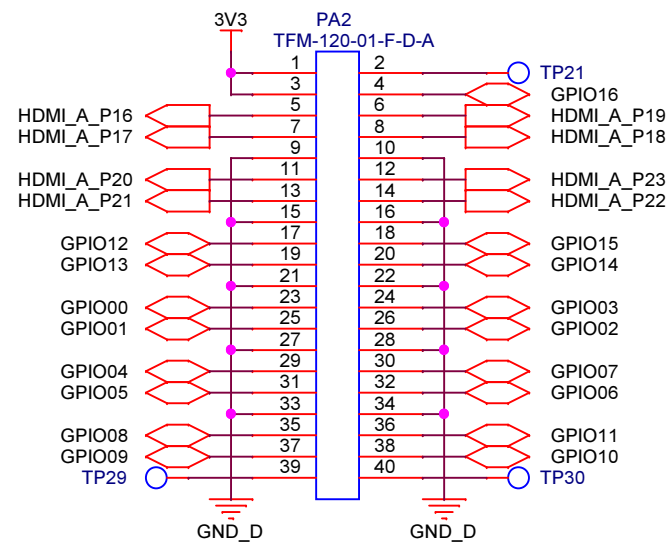 3V3 PA2
TFM-120-01-F-D-A
1 2 TP21
3 4 GPIO16
HDMI_A_P16 5 6 HDMI_A_P19
HDMI_A_P17 7 8 HDMI_A_P18
9 10
HDMI_A_P20 11 12 HDMI_A_P23
HDMI_A_P21 13 14 HDMI_A_P22
15 16
GPIO12 17 18 GPIO15
GPIO13 19 20 GPIO14
21 22
GPIO00 23 24 GPIO03
GPIO01 25 26 GPIO02
27 28
GPIO04 29 30 GPIO07
GPIO05 31 32 GPIO06
33 34
GPIO08 35 36 GPIO11
GPIO09 37 38 GPIO10
TP29 39 40 TP30
GND_D GND_D